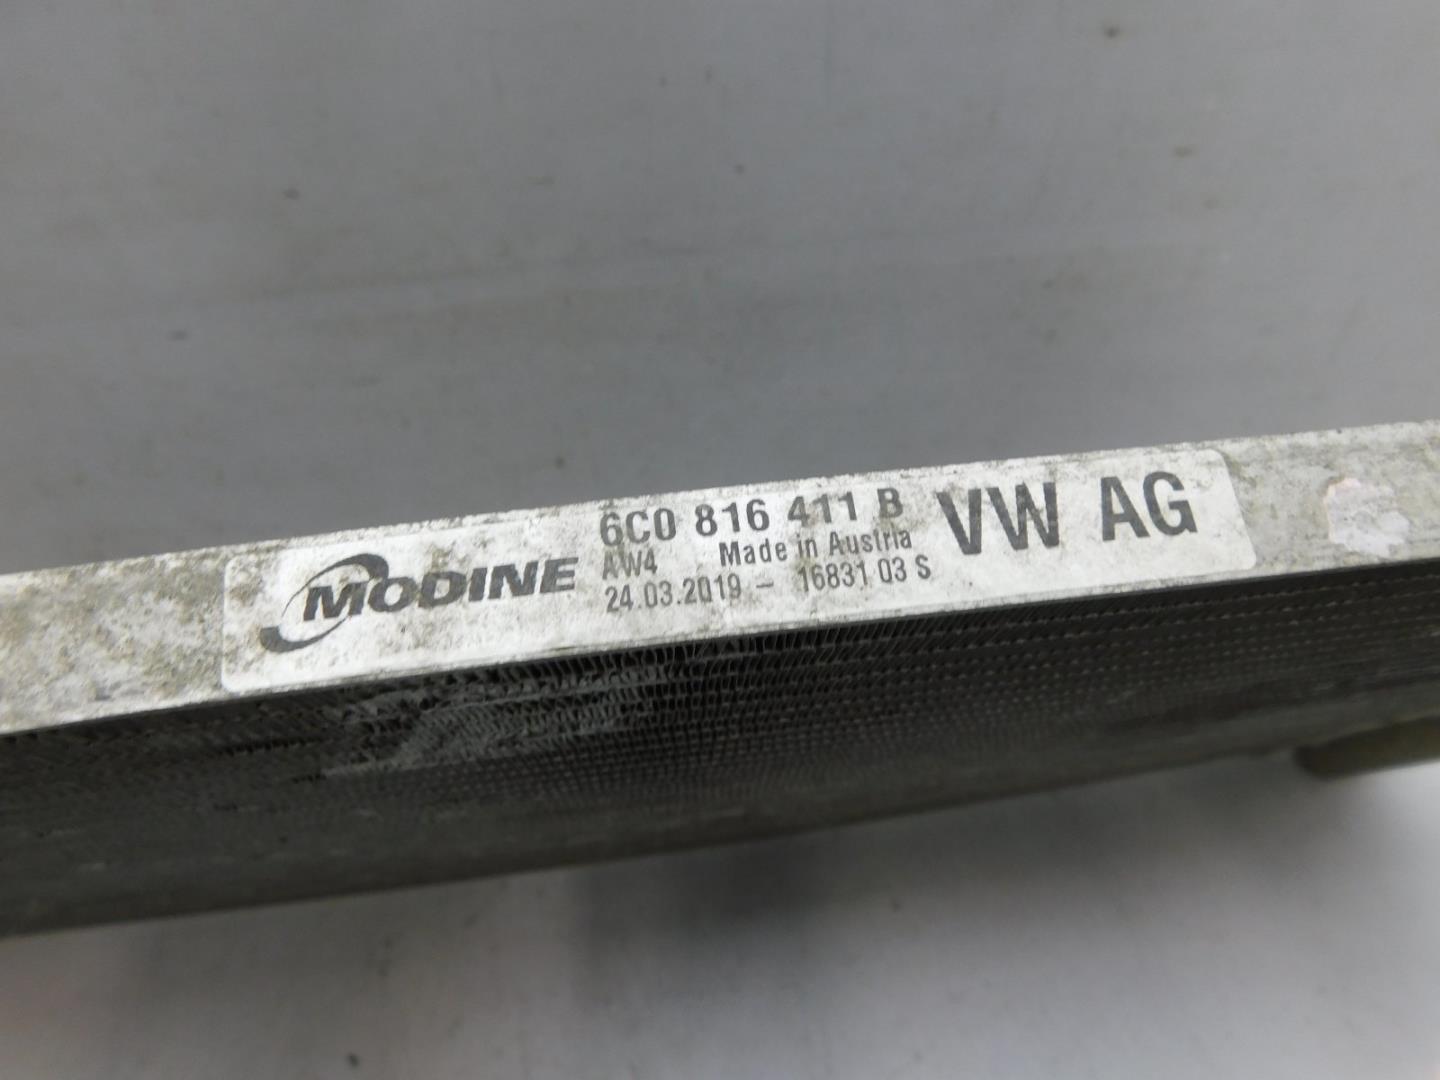 MODINE
6C0 816 411 B
AW4 Made in Austria
24.03.2019 - 16831 03 S
VW AG